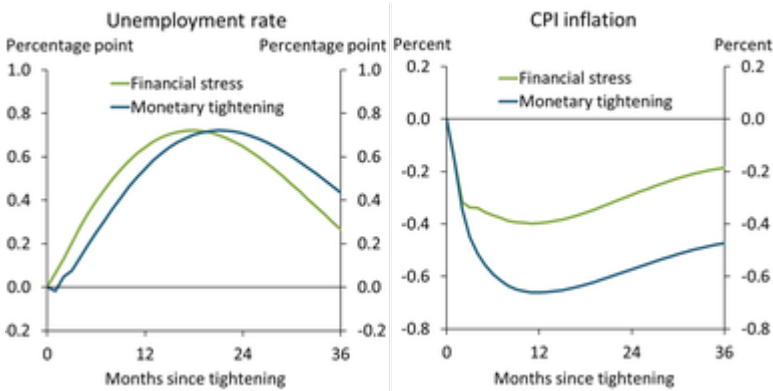 Unemployment rate
Percentage point Percentage point
1.0 1.0
Financial stress
0.8 0.8
Monetary tightening
0.6 0.6
0.4 0.4
0.2 0.2
0.0 0.0
-0.2 -0.2
0 12 24 36
Months since tightening
CPI inflation
Percent Percent
0.2 0.2
Financial stress
Monetary tightening
0.0 0.0
-0.2 -0.2
-0.4 -0.4
-0.6 -0.6
-0.8 -0.8
0 12 24 36
Months since tightening